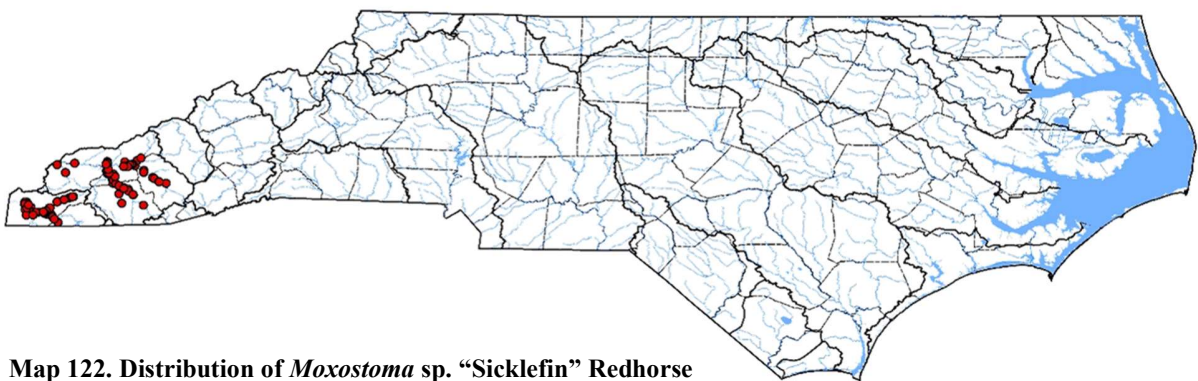 Map 122. Distribution of Moxostoma sp. “Sicklefin” Redhorse